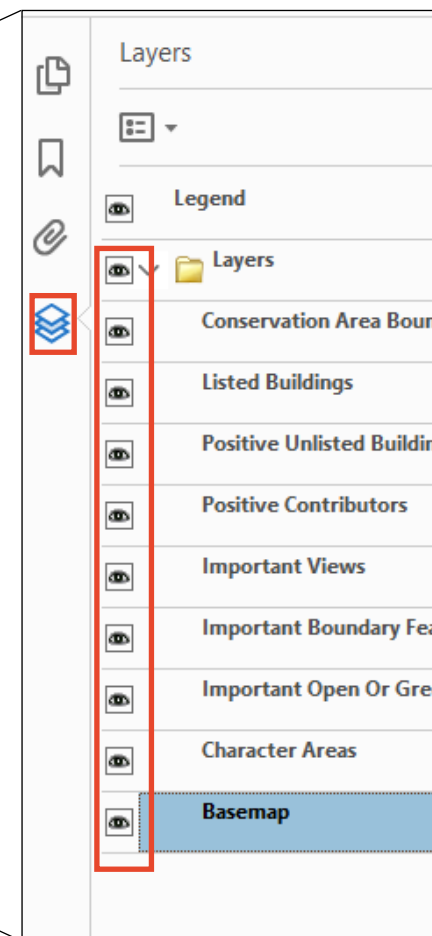 Layers
Legend
Layers
Conservation Area Boun
Listed Buildings
Positive Unlisted Buildin
Positive Contributors
Important Views
Important Boundary Fea
Important Open Or Gre
Character Areas
Basemap